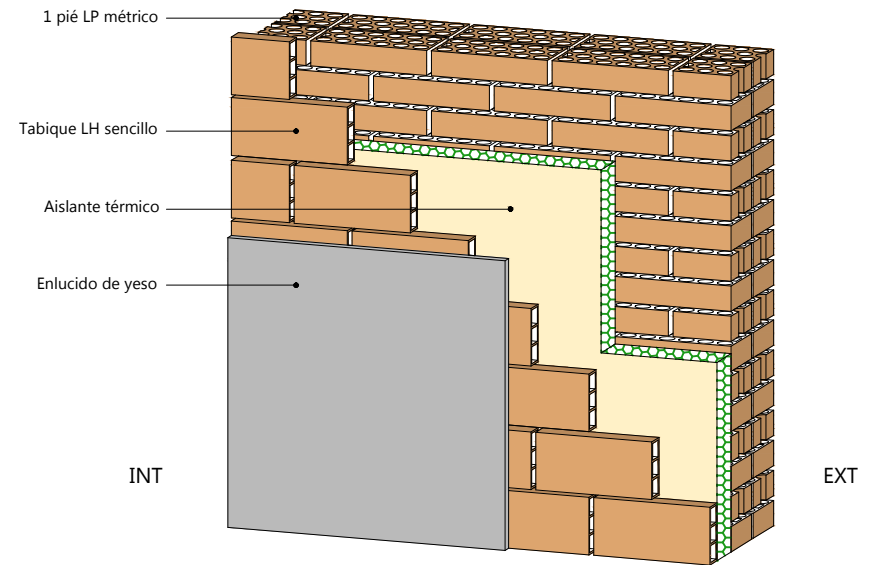 1 pié LP métrico
Tabique LH sencillo
Aislante térmico
Enlucido de yeso
INT
EXT